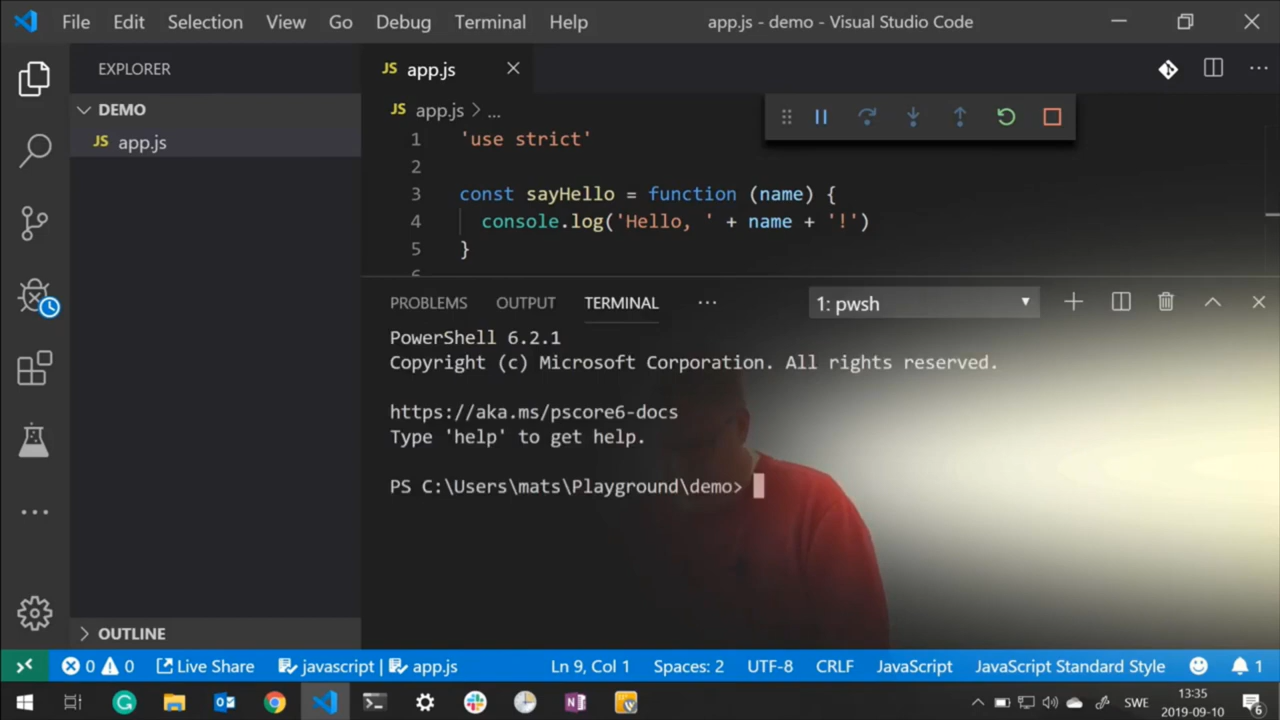 File Edit Selection View Go Debug Terminal Help app.js - demo - Visual Studio Code
EXPLORER
DEMO
JS app.js
JS app.js
JS app.js > ...
1 'use strict'
2
3 const sayHello = function (name) {
4 console.log('Hello, ' + name + '!')
5 }
6
PROBLEMS OUTPUT TERMINAL ... 1: pwsh
PowerShell 6.2.1
Copyright (c) Microsoft Corporation. All rights reserved.
https://aka.ms/pscore6-docs
Type 'help' to get help.
PS C:\Users\mats\Playground\demo>
OUTLINE
0 0 Live Share javascript | app.js Ln 9, Col 1 Spaces: 2 UTF-8 CRLF JavaScript JavaScript Standard Style 1
SWE
13:35
2019-09-10
6